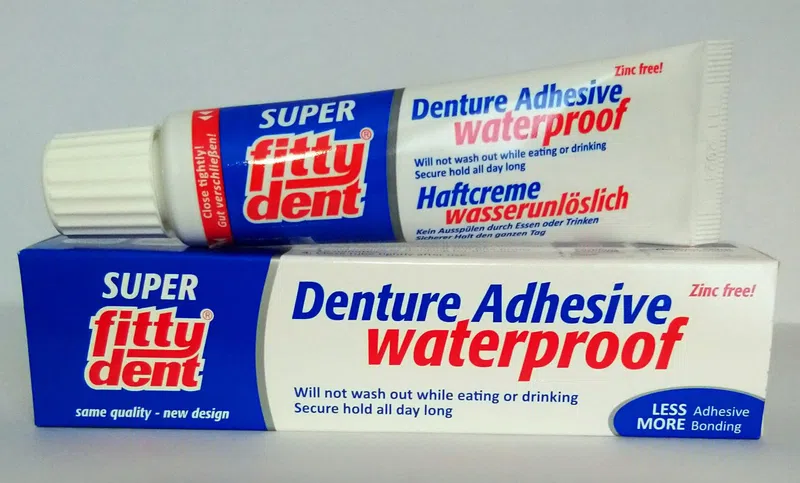 Zinc free!
Close tightly!
Gut verschließen!
SUPER
fitty
dent®
Denture Adhesive
waterproof
Will not wash out while eating or drinking
Secure hold all day long
Haftcreme
wasserunlöslich
Kein Ausspülen durch Essen oder Trinken
Sicherer Halt den ganzen Tag
SUPER
fitty®
dent
same quality - new design
Denture Adhesive
waterproof
Zinc free!
Will not wash out while eating or drinking
Secure hold all day long
LESS Adhesive
MORE Bonding